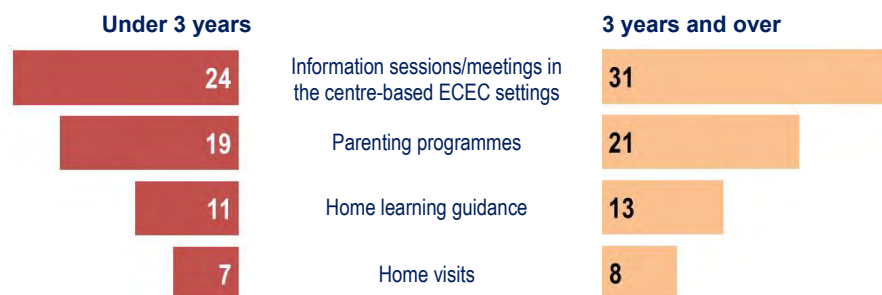 Under 3 years
3 years and over
24
Information sessions/meetings in
the centre-based ECEC settings
31
19
Parenting programmes
21
11
Home learning guidance
13
7
Home visits
8